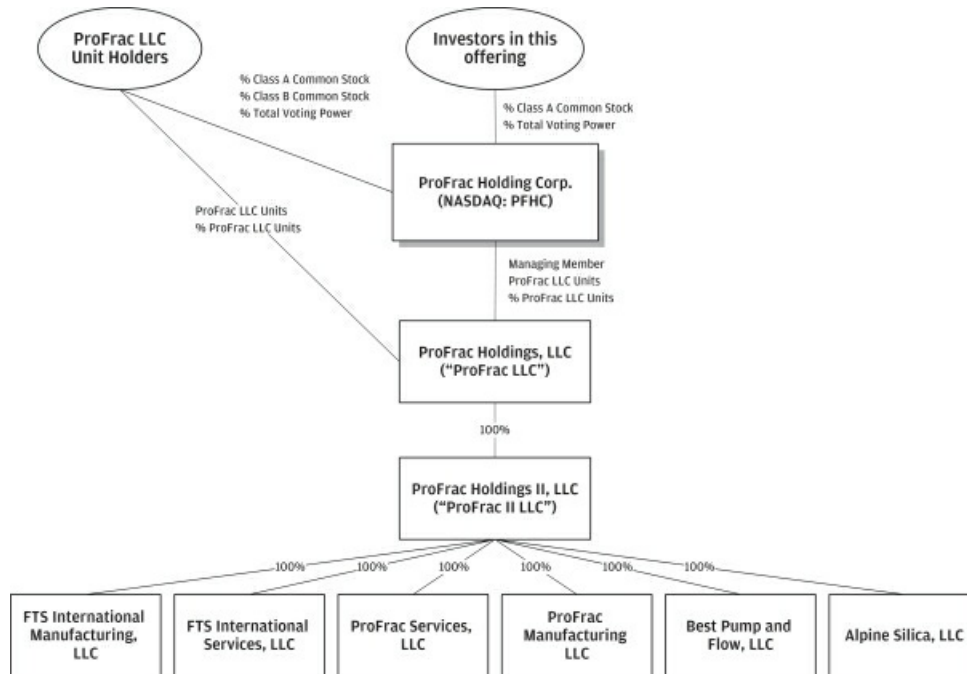 ProFrac LLC
Unit Holders
Investors in this
offering
% Class A Common Stock
% Class B Common Stock
% Total Voting Power
% Class A Common Stock
% Total Voting Power
ProFrac Holding Corp.
(NASDAQ: PFHC)
ProFrac LLC Units
% ProFrac LLC Units
Managing Member
ProFrac LLC Units
% ProFrac LLC Units
ProFrac Holdings, LLC
(“ProFrac LLC”)
100%
ProFrac Holdings II, LLC
(“ProFrac II LLC”)
100%
100%
100%
100%
100%
100%
FTS International
Manufacturing,
LLC
FTS International
Services, LLC
ProFrac Services,
LLC
ProFrac
Manufacturing
LLC
Best Pump and
Flow, LLC
Alpine Silica, LLC